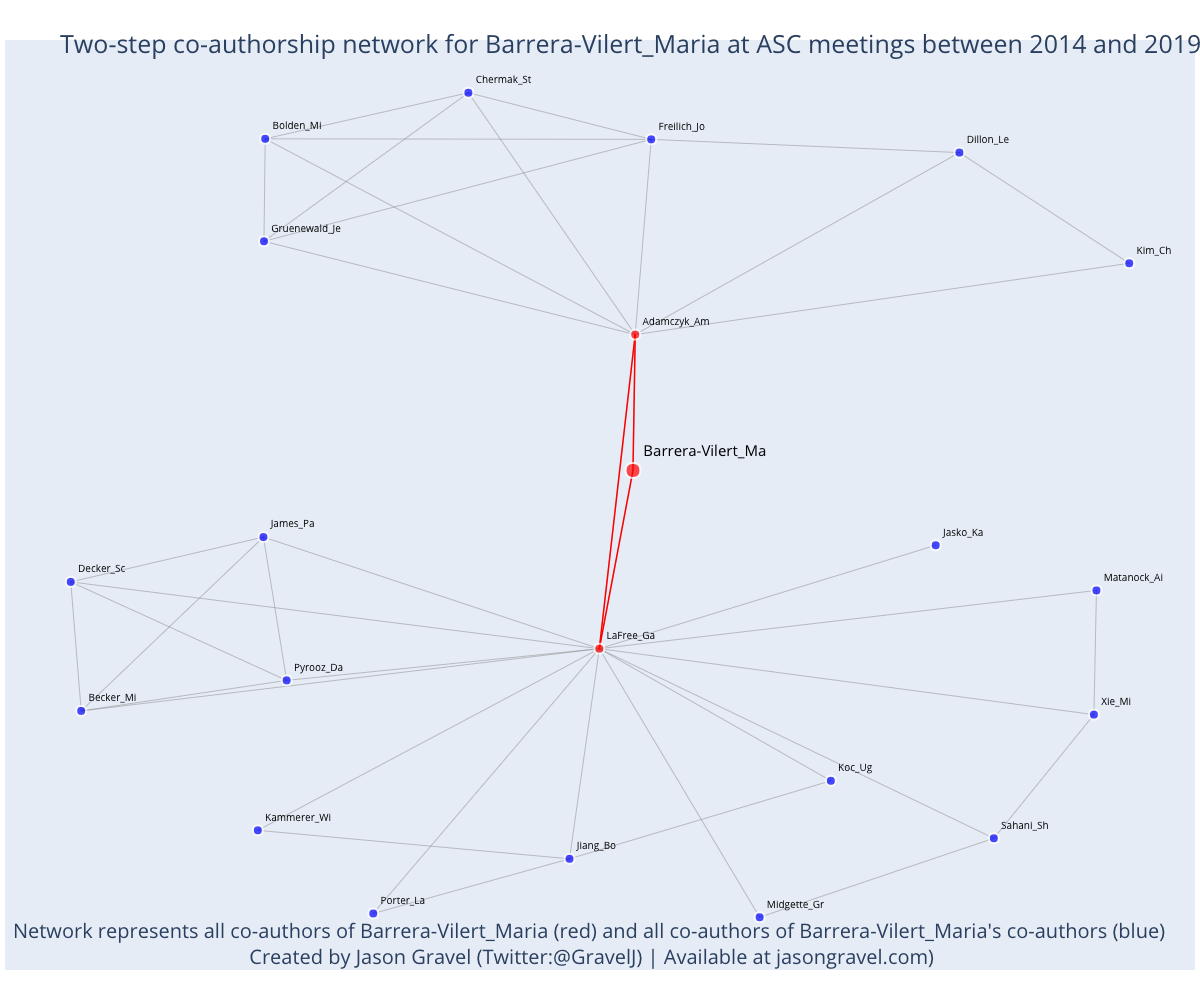 Two-step co-authorship network for Barrera-Vilert_Maria at ASC meetings between 2014 and 2019
Chermak_St
Bolden_Mi
Freilich_Jo
Dillon_Le
Gruenewald_Je
Kim_Ch
Adamczyk_Am
Barrera-Vilert_Ma
James_Pa
Jasko_Ka
Decker_Sc
Matanock_Ai
LaFree_Ga
Pyrooz_Da
Becker_Mi
Xie_Mi
Koc_Ug
Kammerer_Wi
Sahani_Sh
Jiang_Bo
Porter_La
Midgette_Gr
Network represents all co-authors of Barrera-Vilert_Maria (red) and all co-authors of Barrera-Vilert_Maria's co-authors (blue)
Created by Jason Gravel (Twitter:@GravelJ) | Available at jasongravel.com)